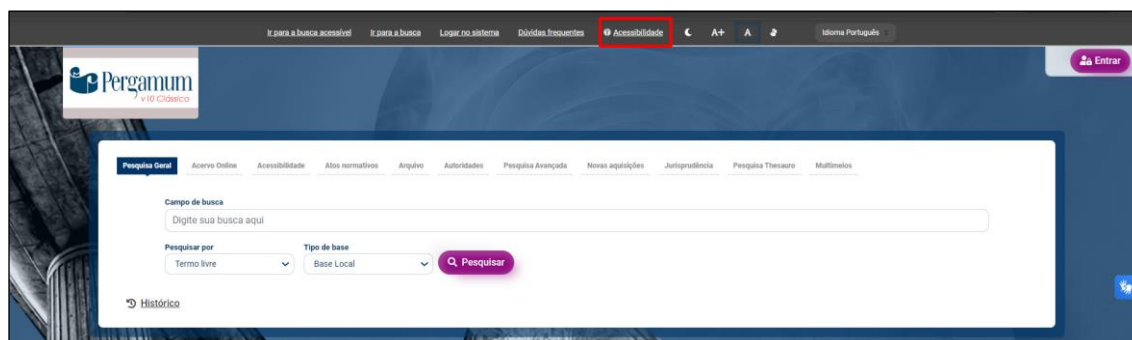 Ir para a busca acessível Ir para a busca Logar no sistema Dúvidas frequentes Acessibilidade A+ A Idioma Português
Entrar
Pergamum
v10 Clássico
Pesquisa Geral Acervo Online Acessibilidade Atos normativos Arquivo Autoridades Pesquisa Avançada Novas aquisições Jurisprudência Pesquisa Thesauro Multimeios
Campo de busca
Digite sua busca aqui
Pesquisar por Tipo de base
Termo livre Base Local Pesquisar
Histórico